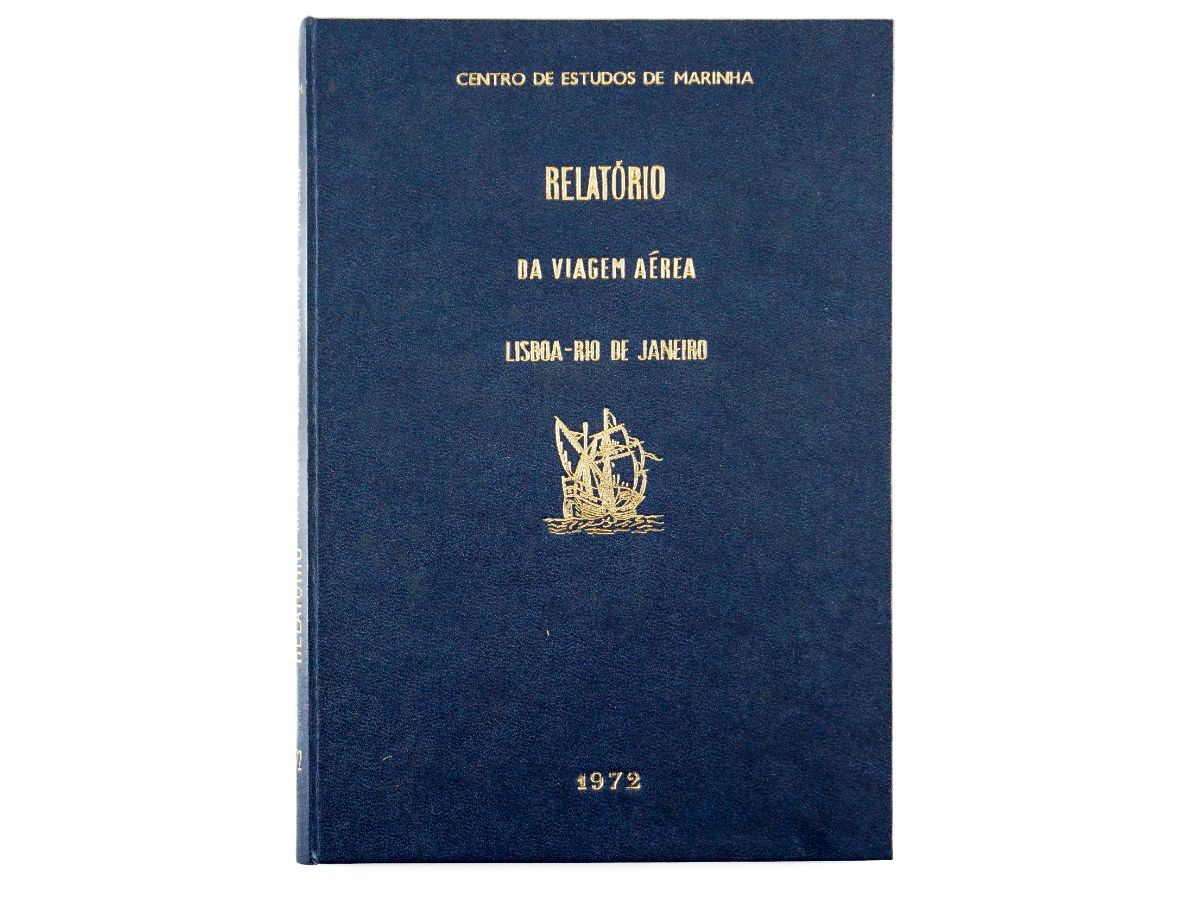 CENTRO DE ESTUDOS DE MARINHA
RELATÓRIO
DA VIAGEM AÉREA
LISBOA-RIO DE JANEIRO
1972
RELATÓRIO